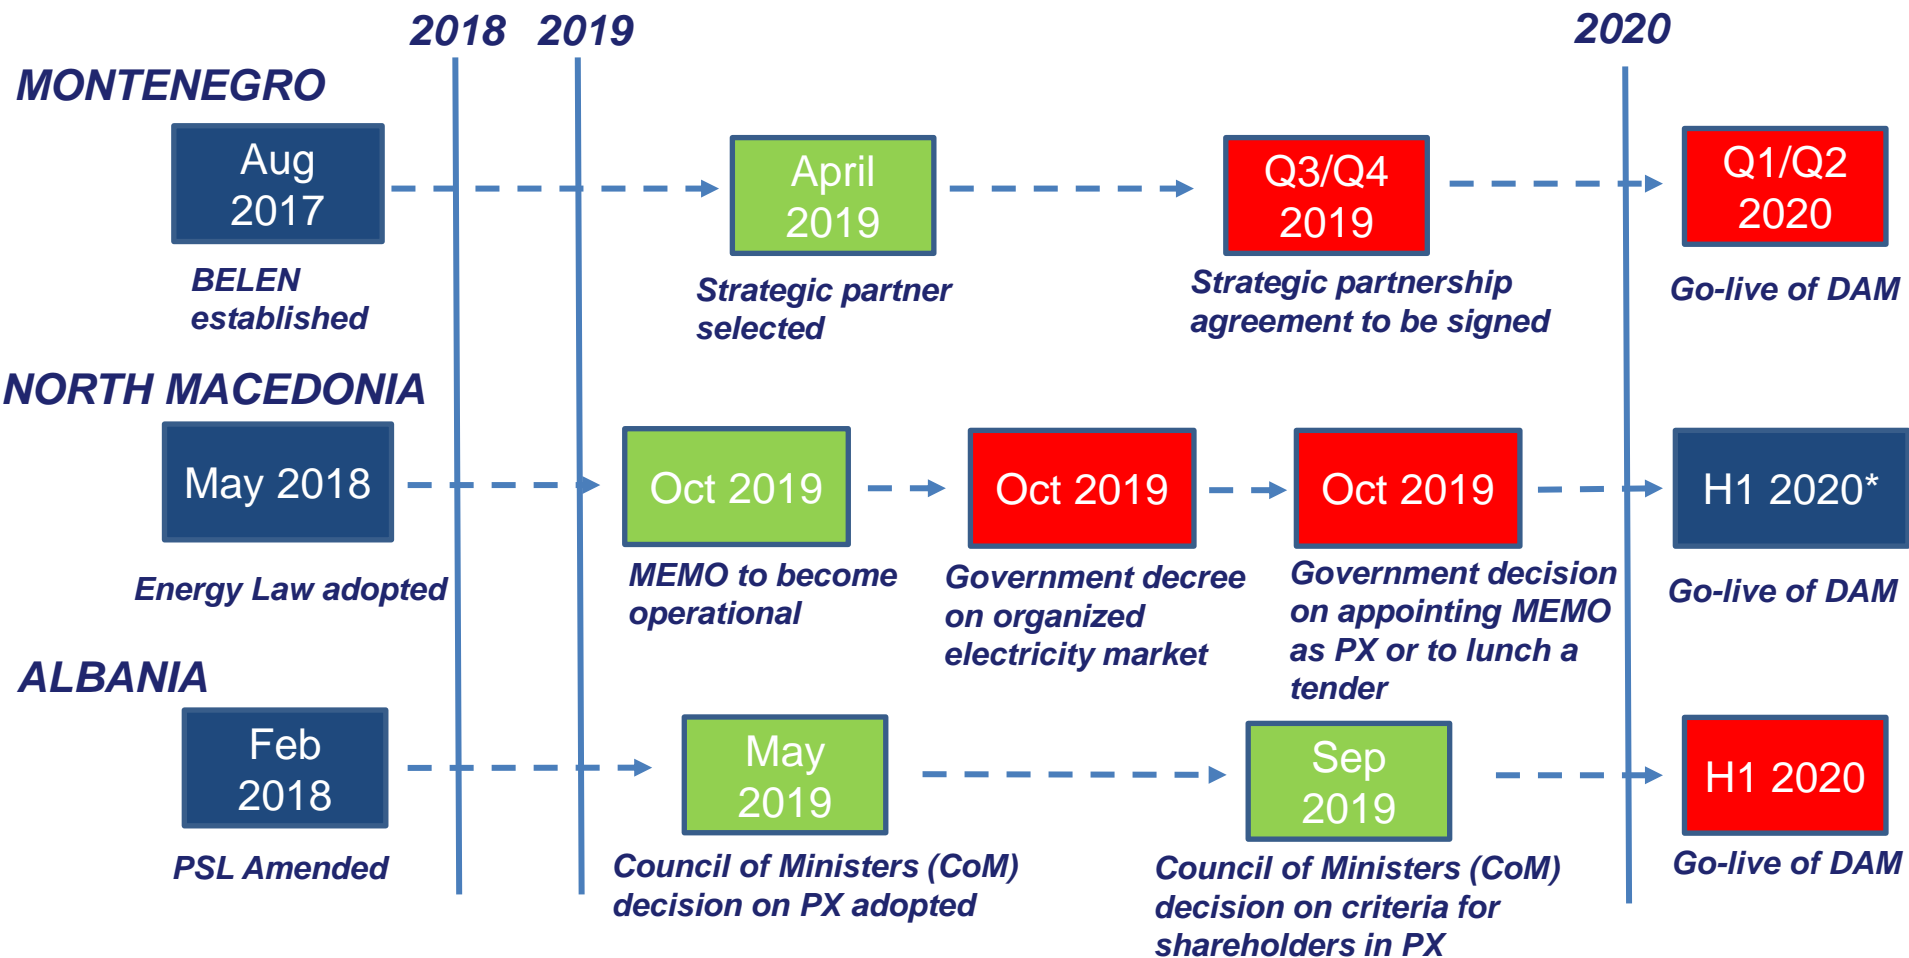 2018 2019 2020
MONTENEGRO
Aug
2017
April
2019
Q3/Q4
2019
Q1/Q2
2020
BELEN
established
Strategic partner
selected
Strategic partnership
agreement to be signed
Go-live of DAM
NORTH MACEDONIA
May 2018
Oct 2019
Oct 2019
Oct 2019
H1 2020*
Energy Law adopted
MEMO to become
operational
Government decree
on organized
electricity market
Government decision
on appointing MEMO
as PX or to lunch a
tender
Go-live of DAM
ALBANIA
Feb
2018
May
2019
Sep
2019
H1 2020
PSL Amended
Council of Ministers (CoM)
decision on PX adopted
Council of Ministers (CoM)
decision on criteria for
shareholders in PX
Go-live of DAM